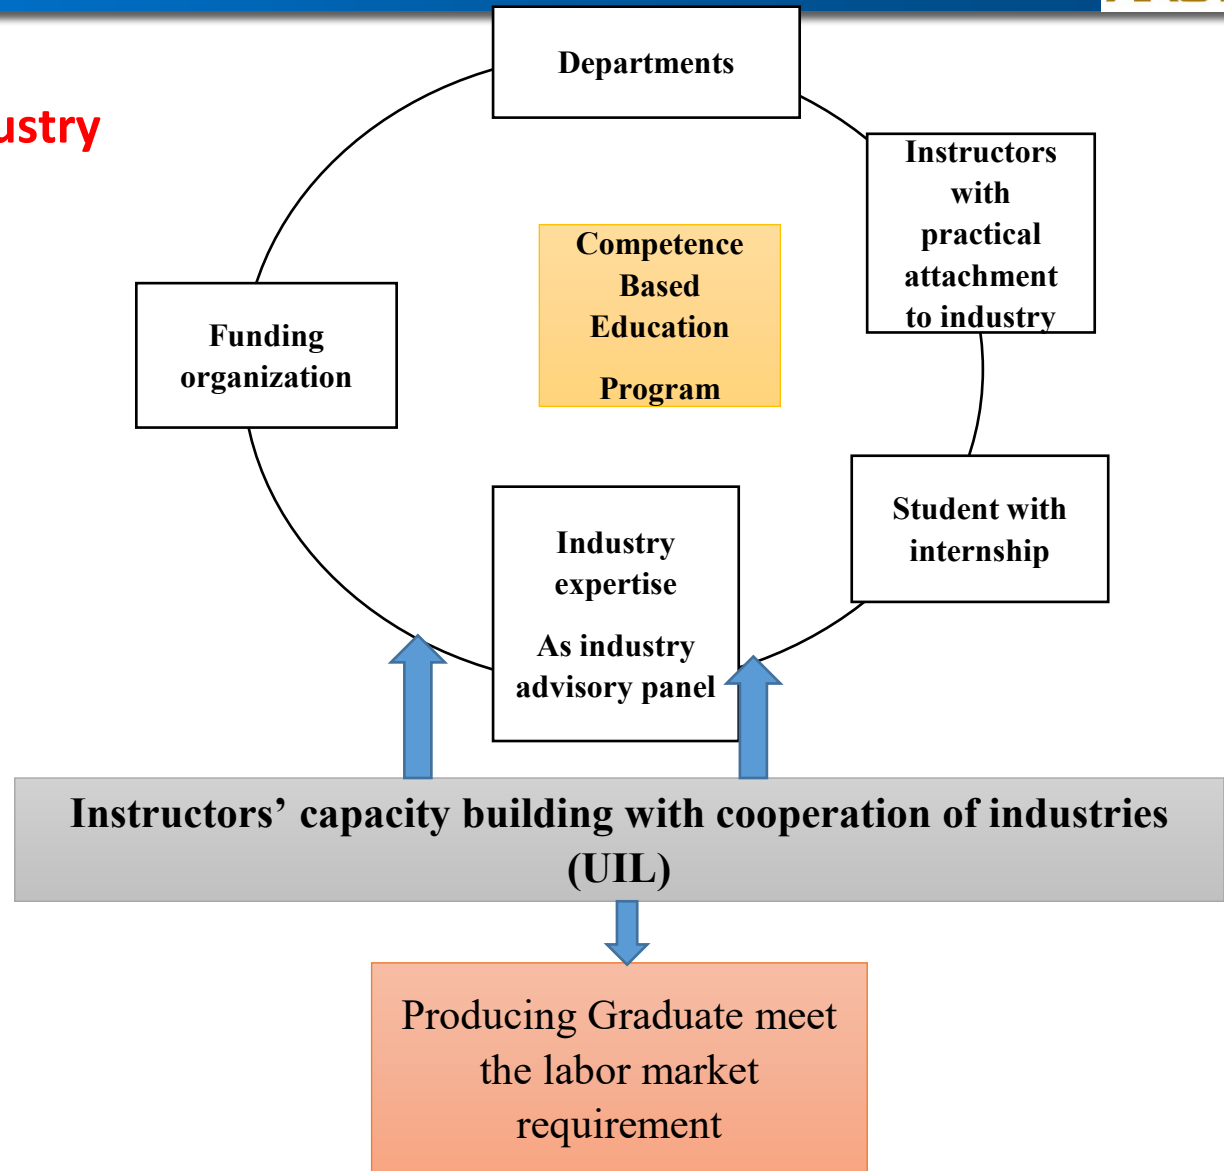 Departments
Instructors
with
practical
attachment
to industry
Competence
Based
Education
Program
Funding
organization
Student with
internship
Industry
expertise
As industry
advisory panel
Instructors’ capacity building with cooperation of industries
(UIL)
Producing Graduate meet
the labor market
requirement